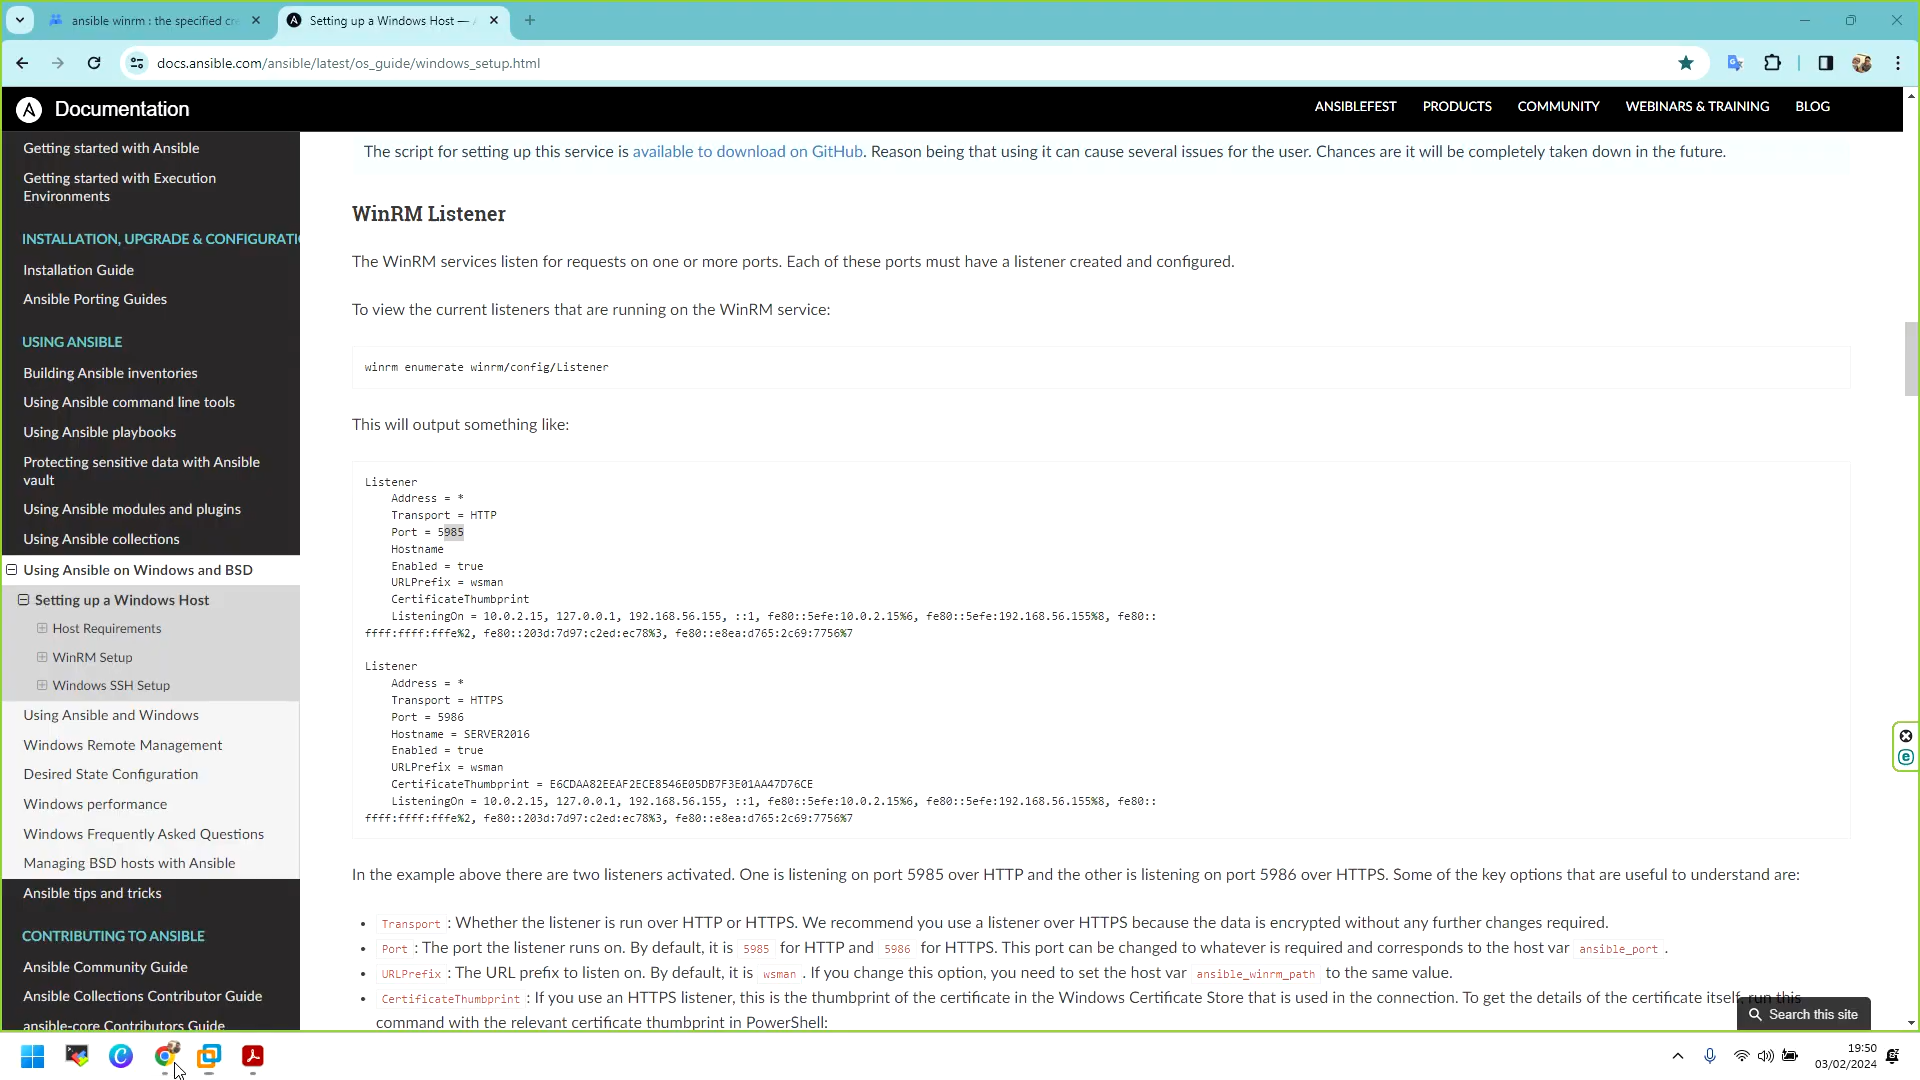 ansible winrm : the specified cre
Setting up a Windows Host — A
docs.ansible.com/ansible/latest/os_guide/windows_setup.html
Documentation
ANSIBLEFEST
PRODUCTS
COMMUNITY
WEBINARS & TRAINING
BLOG
Getting started with Ansible
Getting started with Execution
Environments
INSTALLATION, UPGRADE & CONFIGURATI
Installation Guide
Ansible Porting Guides
USING ANSIBLE
Building Ansible inventories
Using Ansible command line tools
Using Ansible playbooks
Protecting sensitive data with Ansible
vault
Using Ansible modules and plugins
Using Ansible collections
Using Ansible on Windows and BSD
Setting up a Windows Host
Host Requirements
WinRM Setup
Windows SSH Setup
Using Ansible and Windows
Windows Remote Management
Desired State Configuration
Windows performance
Windows Frequently Asked Questions
Managing BSD hosts with Ansible
Ansible tips and tricks
CONTRIBUTING TO ANSIBLE
Ansible Community Guide
Ansible Collections Contributor Guide
ansible-core Contributors Guide
The script for setting up this service is available to download on GitHub. Reason being that using it can cause several issues for the user. Chances are it will be completely taken down in the future.
WinRM Listener
The WinRM services listen for requests on one or more ports. Each of these ports must have a listener created and configured.
To view the current listeners that are running on the WinRM service:
winrm enumerate winrm/config/Listener
This will output something like:
Listener
Address = *
Transport = HTTP
Port = 5985
Hostname
Enabled = true
URLPrefix = wsman
CertificateThumbprint
ListeningOn = 10.0.2.15, 127.0.0.1, 192.168.56.155, ::1, fe80::5efe:10.0.2.15%6, fe80::5efe:192.168.56.155%8, fe80::
ffff:ffff:fffe%2, fe80::203d:7d97:c2ed:ec78%3, fe80::e8ea:d765:2c69:7756%7
Listener
Address = *
Transport = HTTPS
Port = 5986
Hostname = SERVER2016
Enabled = true
URLPrefix = wsman
CertificateThumbprint = E6CDAA82EEAF2ECE8546E05DB7F3E01AA47D76CE
ListeningOn = 10.0.2.15, 127.0.0.1, 192.168.56.155, ::1, fe80::5efe:10.0.2.15%6, fe80::5efe:192.168.56.155%8, fe80::
ffff:ffff:fffe%2, fe80::203d:7d97:c2ed:ec78%3, fe80::e8ea:d765:2c69:7756%7
In the example above there are two listeners activated. One is listening on port 5985 over HTTP and the other is listening on port 5986 over HTTPS. Some of the key options that are useful to understand are:
• Transport : Whether the listener is run over HTTP or HTTPS. We recommend you use a listener over HTTPS because the data is encrypted without any further changes required.
• Port : The port the listener runs on. By default, it is 5985 for HTTP and 5986 for HTTPS. This port can be changed to whatever is required and corresponds to the host var ansible_port .
• URLPrefix : The URL prefix to listen on. By default, it is wsman . If you change this option, you need to set the host var ansible_winrm_path to the same value.
• CertificateThumbprint : If you use an HTTPS listener, this is the thumbprint of the certificate in the Windows Certificate Store that is used in the connection. To get the details of the certificate itself, run this
command with the relevant certificate thumbprint in PowerShell:
Search this site
19:50
03/02/2024